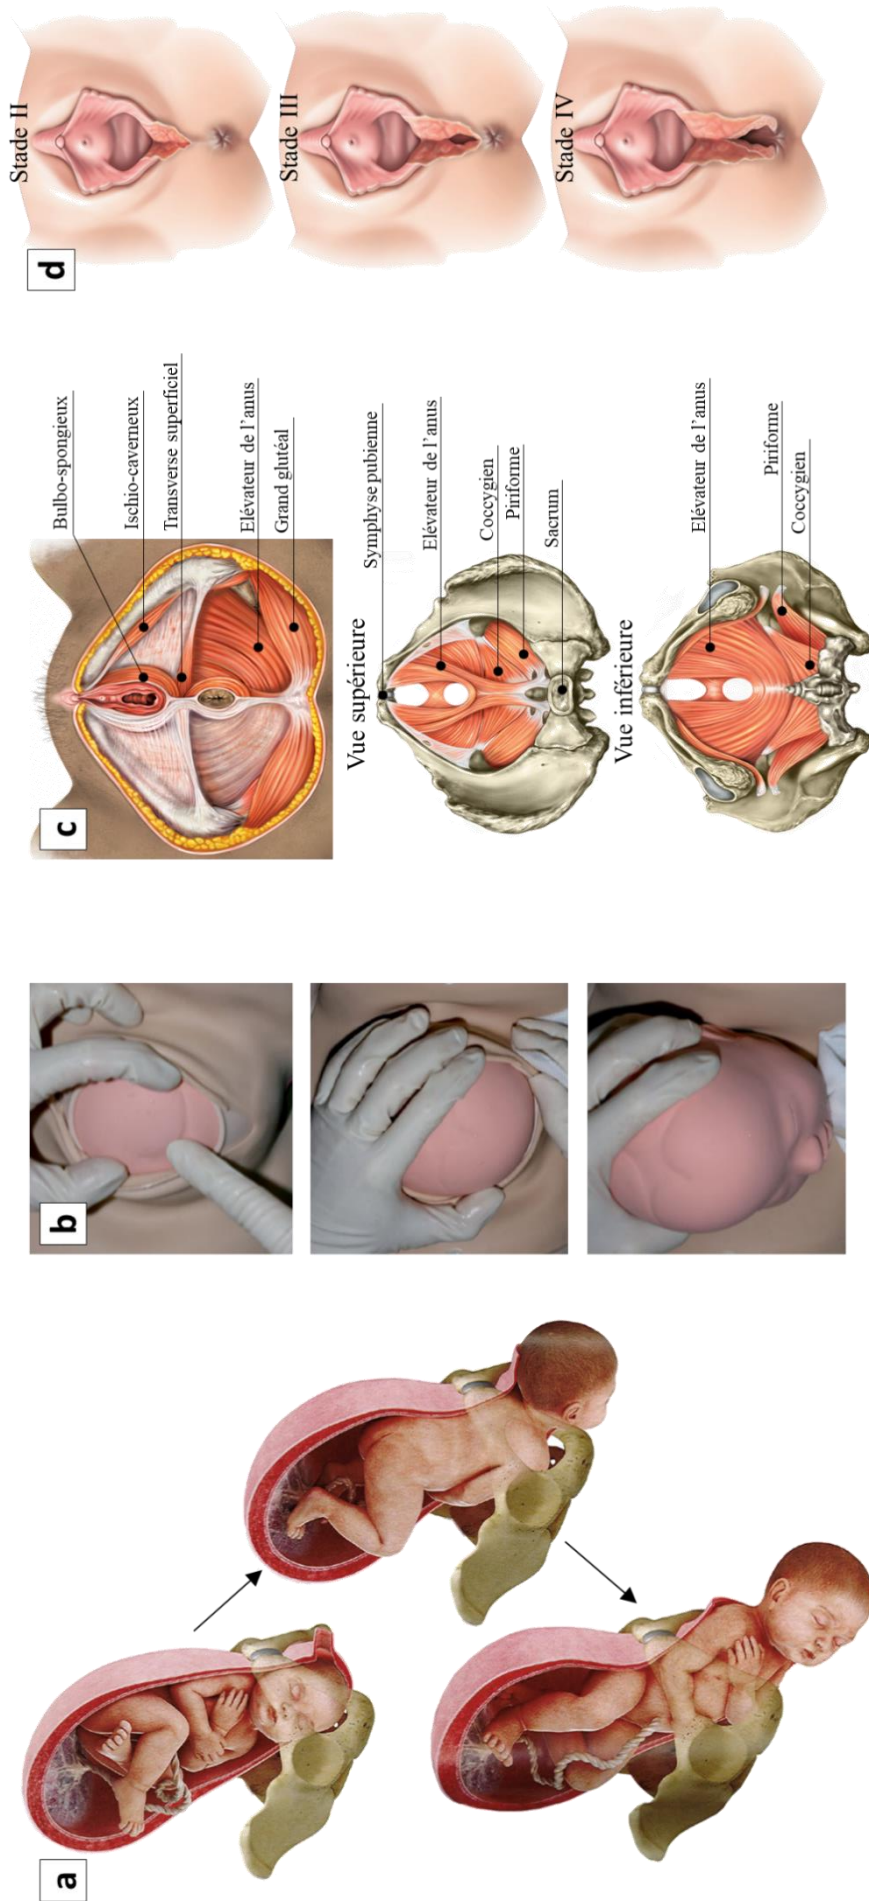 a
b
c
Bulbo-spongieux
Ischio-caverneux
Transverse superficiel
Elévateur de l'anus
Grand glutéal
Vue supérieure
Symphyse pubienne
Elévateur de l'anus
Coccygien
Piriforme
Sacrum
Vue inférieure
Elévateur de l'anus
Piriforme
Coccygien
d
Stade II
Stade III
Stade IV